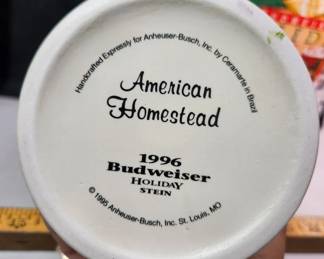 Handcrafted Expressly for Anheuser-Busch, Inc. by Ceramarte in Brazil
American
Homestead
1996
Budweiser
HOLIDAY
STEIN
© 1995 Anheuser-Busch, Inc. St. Louis, MO